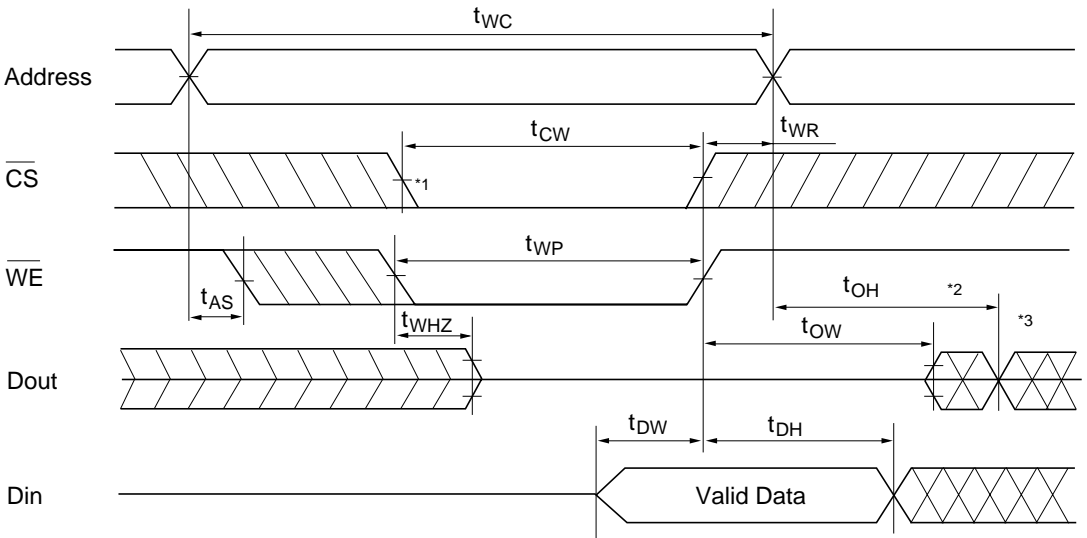 tWC
Address
tCW
tWR
CS
*1
WE
tWP
tAS
tOH *2
tWHZ
tOW
*3
Dout
tDW
tDH
Din
Valid Data